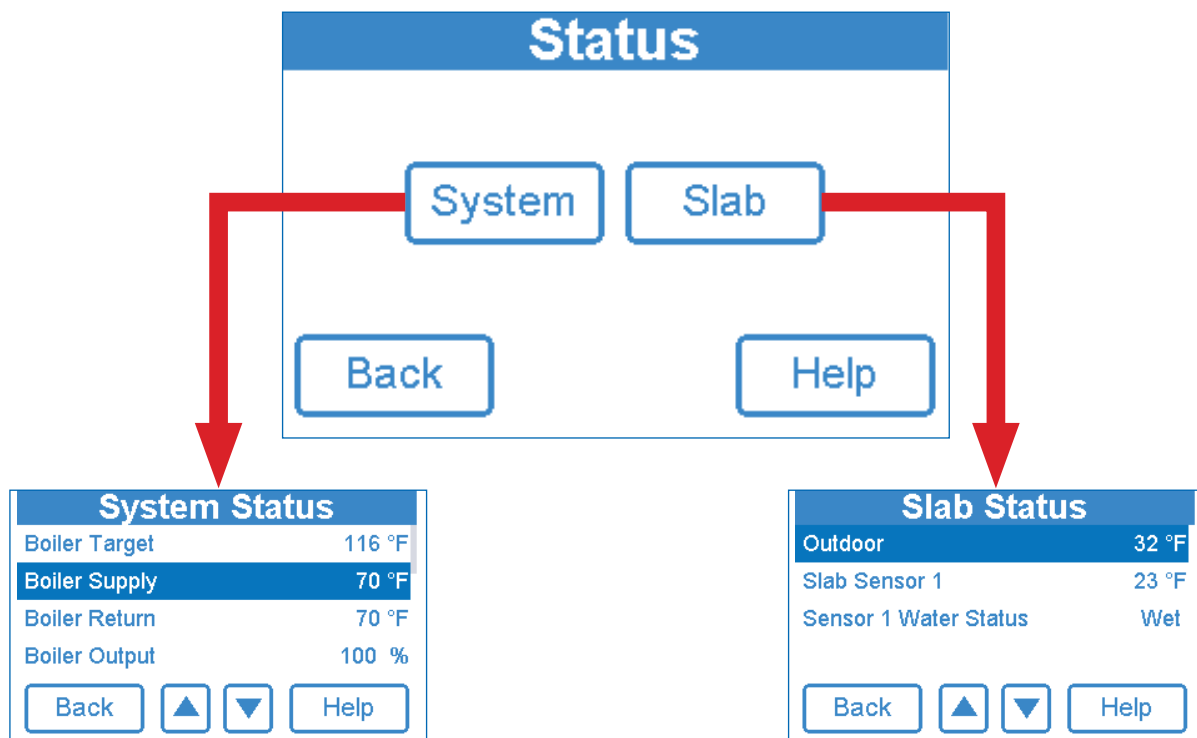 Status
System Slab
Back Help
System Status
Boiler Target 116 °F
Boiler Supply 70 °F
Boiler Return 70 °F
Boiler Output 100 %
Back Help
Slab Status
Outdoor 32 °F
Slab Sensor 1 23 °F
Sensor 1 Water Status Wet
Back Help